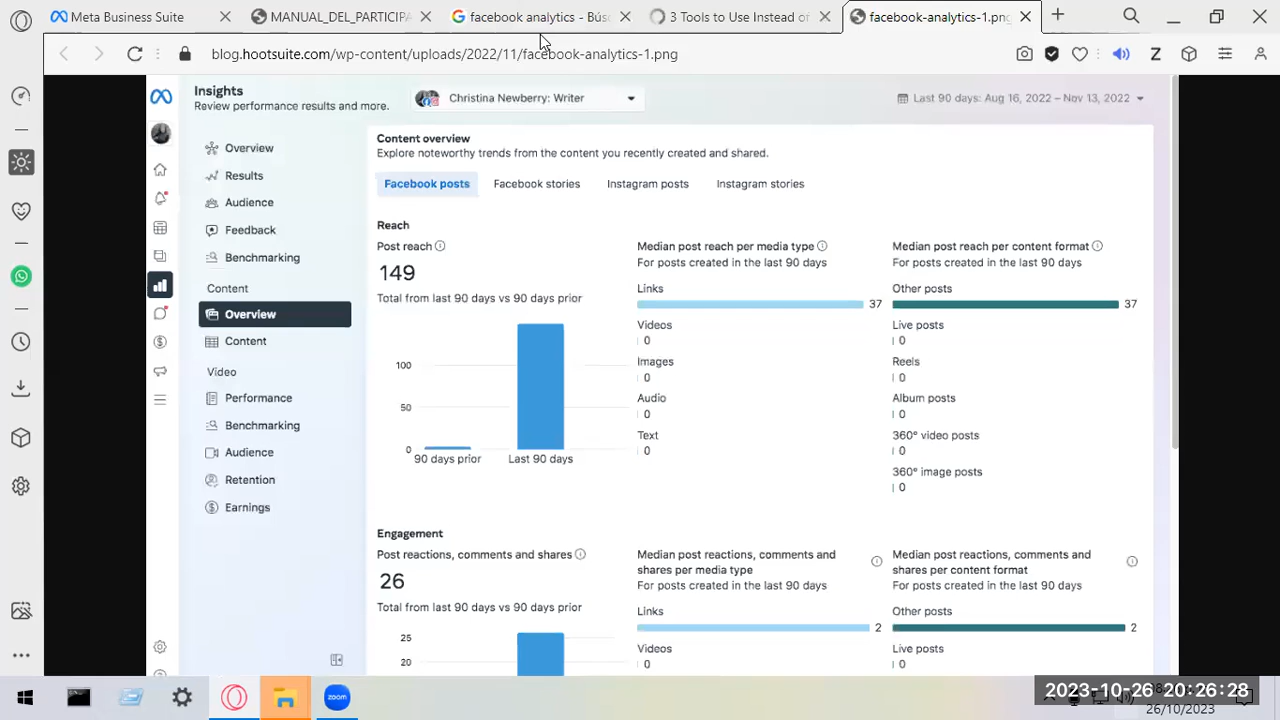 Meta Business Suite
MANUAL_DEL_PARTICIPA
facebook analytics - Bús
3 Tools to Use Instead of
facebook-analytics-1.png
blog.hootsuite.com/wp-content/uploads/2022/11/facebook-analytics-1.png
Insights
Review performance results and more.
Christina Newberry: Writer
Last 90 days: Aug 16, 2022 – Nov 13, 2022
Overview
Results
Audience
Feedback
Benchmarking
Content
Overview
Content
Video
Performance
Benchmarking
Audience
Retention
Earnings
Content overview
Explore noteworthy trends from the content you recently created and shared.
Facebook posts
Facebook stories
Instagram posts
Instagram stories
Reach
Post reach
149
Total from last 90 days vs 90 days prior
100
50
0
90 days prior
Last 90 days
Median post reach per media type
For posts created in the last 90 days
Links
37
Videos
0
Images
0
Audio
0
Text
0
Median post reach per content format
For posts created in the last 90 days
Other posts
37
Live posts
0
Reels
0
Album posts
0
360° video posts
0
360° image posts
0
Engagement
Post reactions, comments and shares
26
Total from last 90 days vs 90 days prior
25
20
Median post reactions, comments and
shares per media type
For posts created in the last 90 days
Links
2
Videos
0
Median post reactions, comments and
shares per content format
For posts created in the last 90 days
Other posts
2
Live posts
0
zoom
2023-10-26 20:26:28
26/10/2023